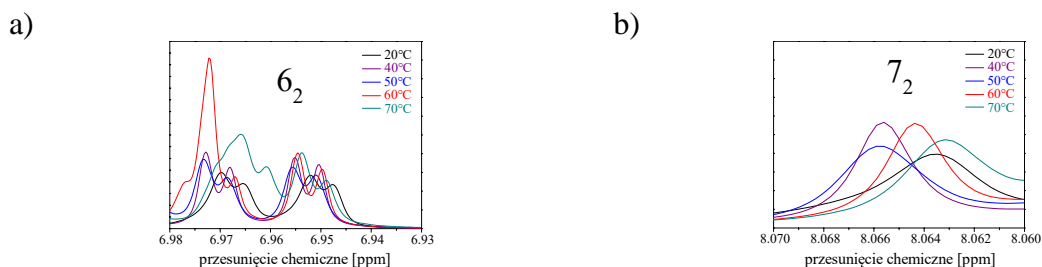 a)
6₂
20°C
40°C
50°C
60°C
70°C
6.98 6.97 6.96 6.95 6.94 6.93
przesunięcie chemiczne [ppm]
b)
7₂
20°C
40°C
50°C
60°C
70°C
8.070 8.068 8.066 8.064 8.062 8.060
przesunięcie chemiczne [ppm]